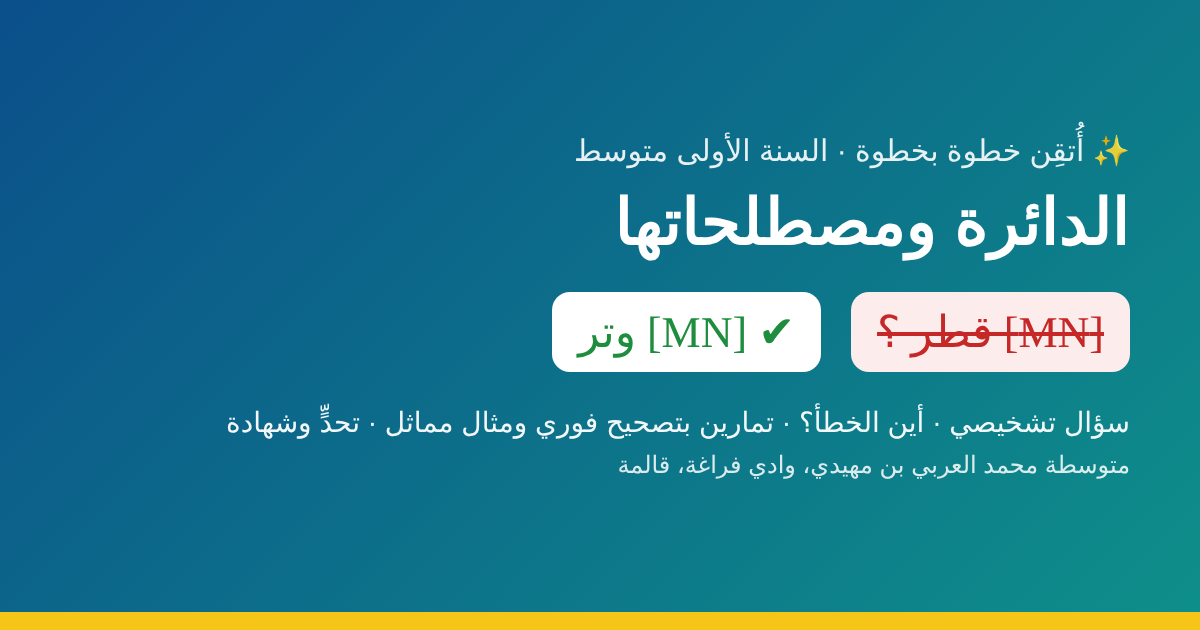 ✨ أُتقِن خطوة بخطوة · السنة الأولى متوسط
الدائرة ومصطلحاتها
[MN] قطر ؟
✔ [MN] وتر
سؤال تشخيصي · أين الخطأ؟ · تمارين بتصحيح فوري ومثال مماثل · تحدٍّ وشهادة
متوسطة محمد العربي بن مهيدي، وادي فراغة، قالمة